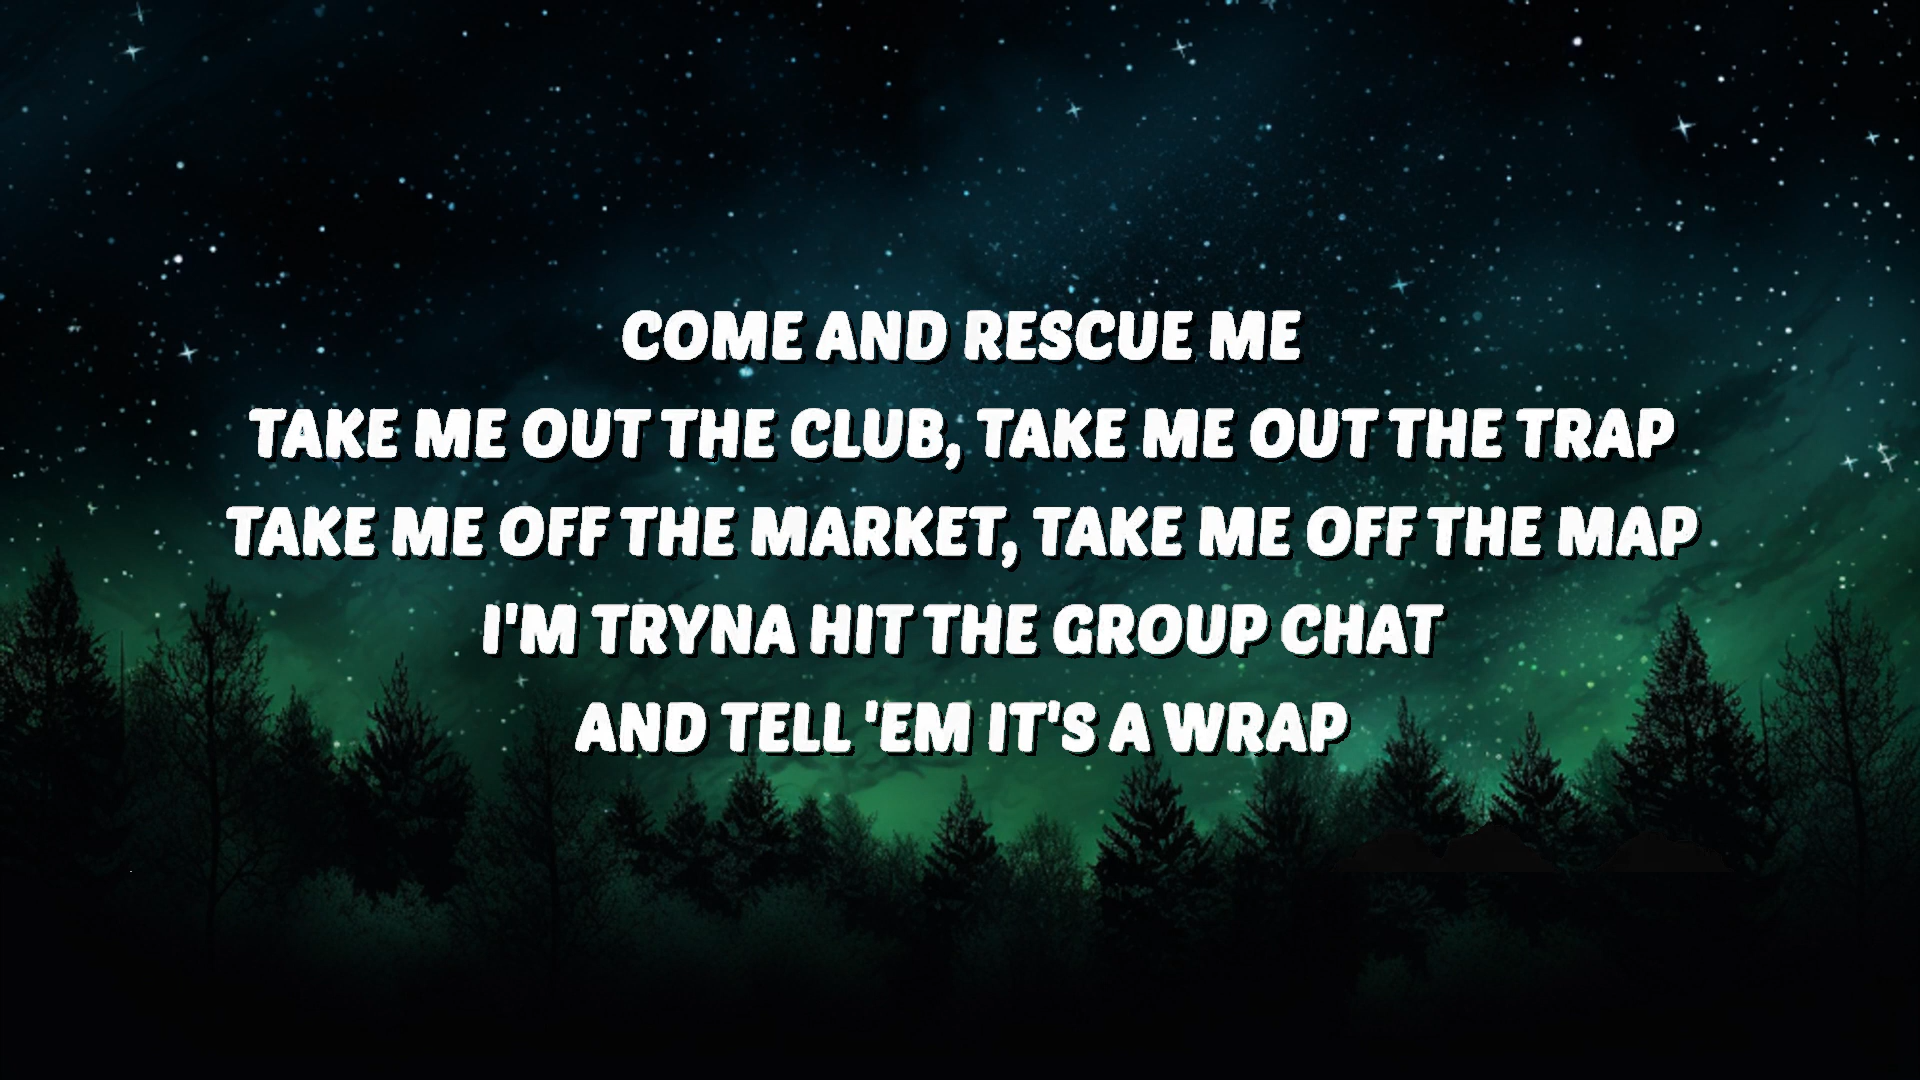 COME AND RESCUE ME
TAKE ME OUT THE CLUB, TAKE ME OUT THE TRAP
TAKE ME OFF THE MARKET, TAKE ME OFF THE MAP
I'M TRYNA HIT THE GROUP CHAT
AND TELL 'EM IT'S A WRAP